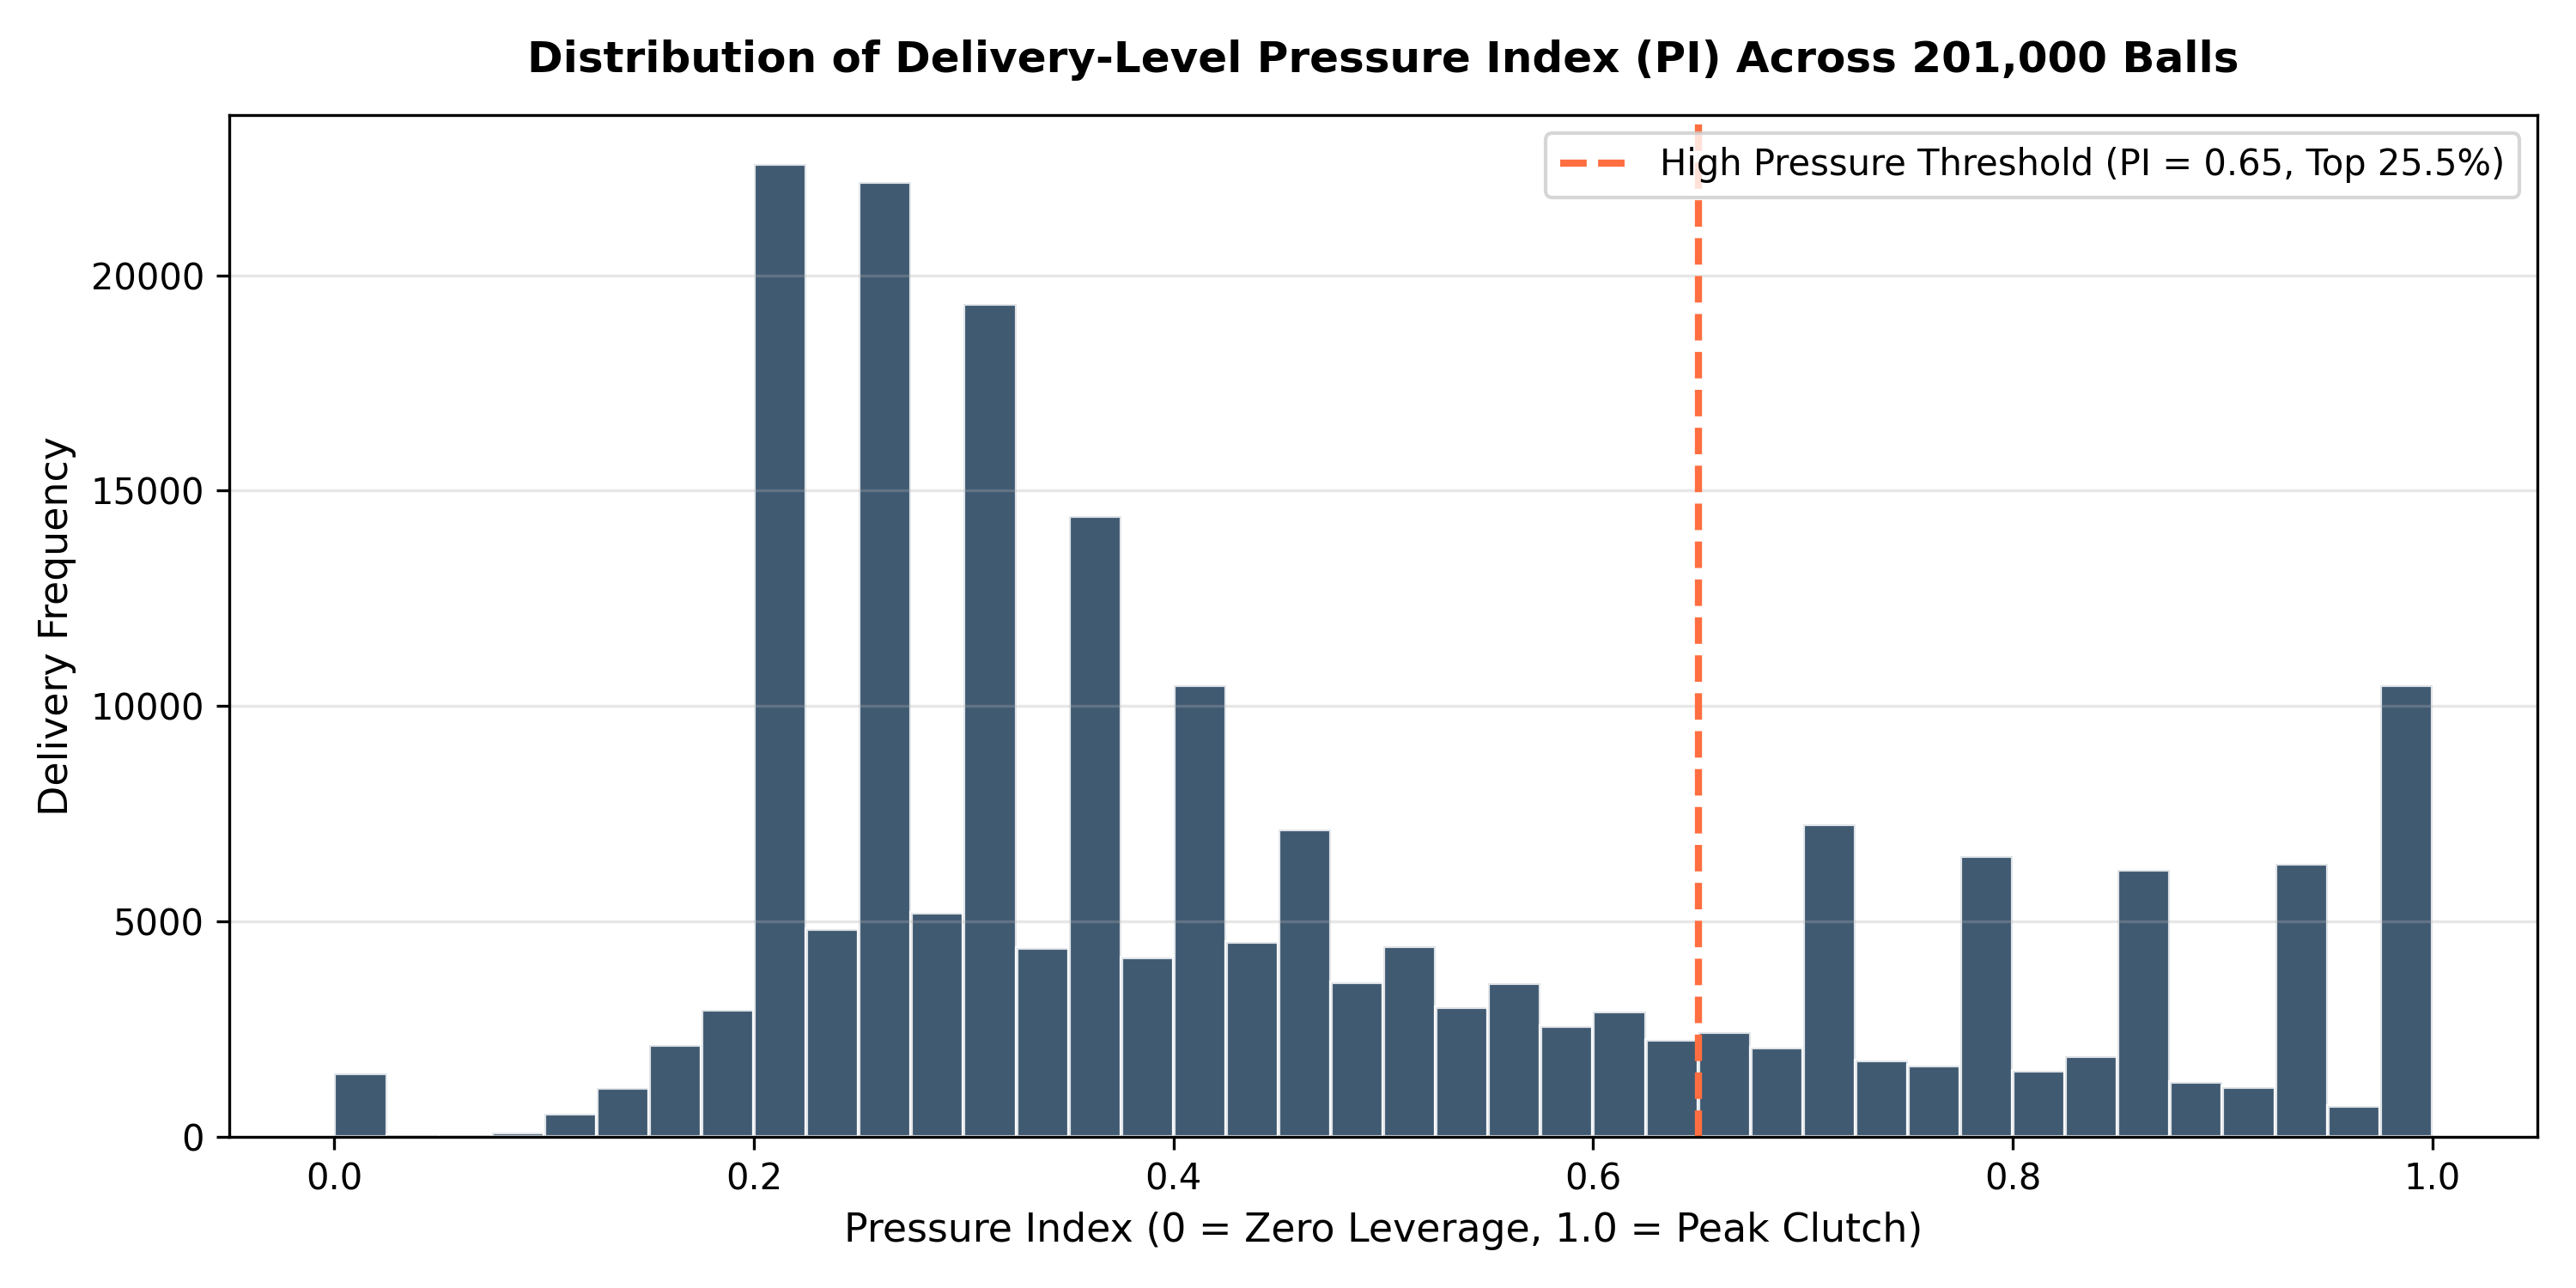 Distribution of Delivery-Level Pressure Index (PI) Across 201,000 Balls
High Pressure Threshold (PI = 0.65, Top 25.5%)
Delivery Frequency
20000
15000
10000
5000
0
0.0 0.2 0.4 0.6 0.8 1.0
Pressure Index (0 = Zero Leverage, 1.0 = Peak Clutch)